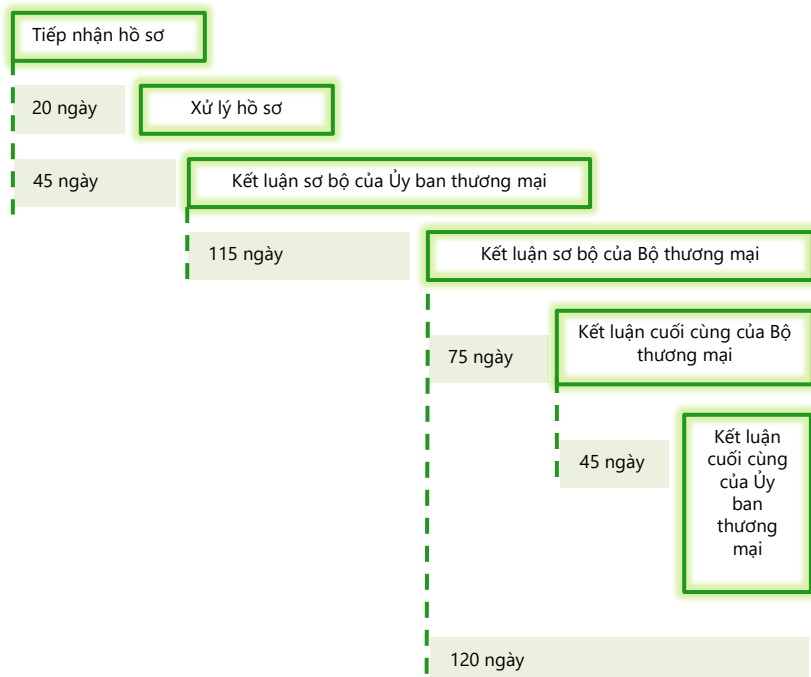 Tiếp nhận hồ sơ
20 ngày
Xử lý hồ sơ
45 ngày
Kết luận sơ bộ của Ủy ban thương mại
115 ngày
Kết luận sơ bộ của Bộ thương mại
75 ngày
Kết luận cuối cùng của Bộ
thương mại
45 ngày
Kết luận
cuối cùng
của Ủy
ban
thương
mại
120 ngày